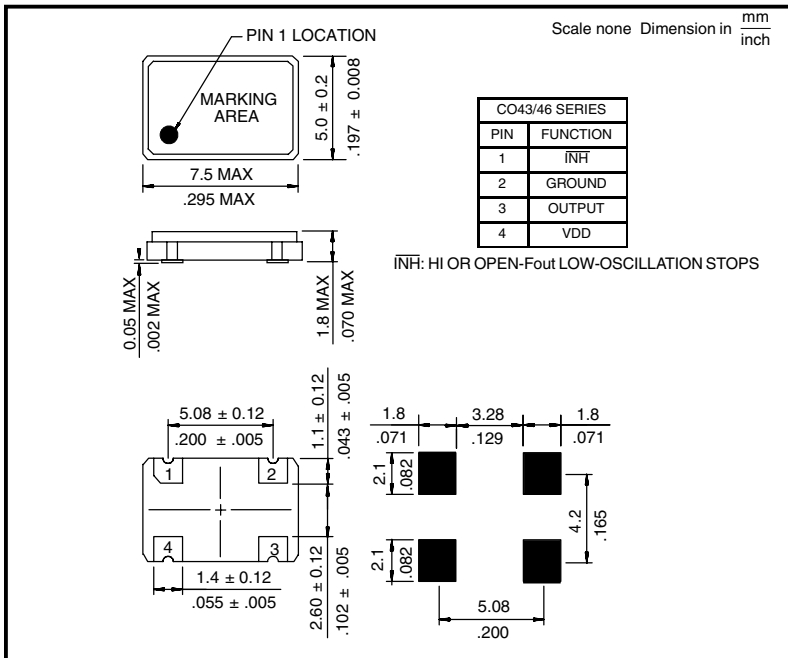 Scale none Dimension in mm
inch
PIN 1 LOCATION
MARKING
AREA
5.0 ± 0.2
.197 ± 0.008
7.5 MAX
.295 MAX
CO43/46 SERIES
PIN FUNCTION
1 I̅N̅H̅
2 GROUND
3 OUTPUT
4 VDD
I̅N̅H̅: HI OR OPEN-Fout LOW-OSCILLATION STOPS
0.05 MAX
.002 MAX
1.8 MAX
.070 MAX
5.08 ± 0.12
.200 ± .005
1.1 ± 0.12
.043 ± .005
1
2
4
3
1.4 ± 0.12
.055 ± .005
2.60 ± 0.12
.102 ± .005
1.8
.071
3.28
.129
1.8
.071
2.1
.082
4.2
.165
2.1
.082
5.08
.200